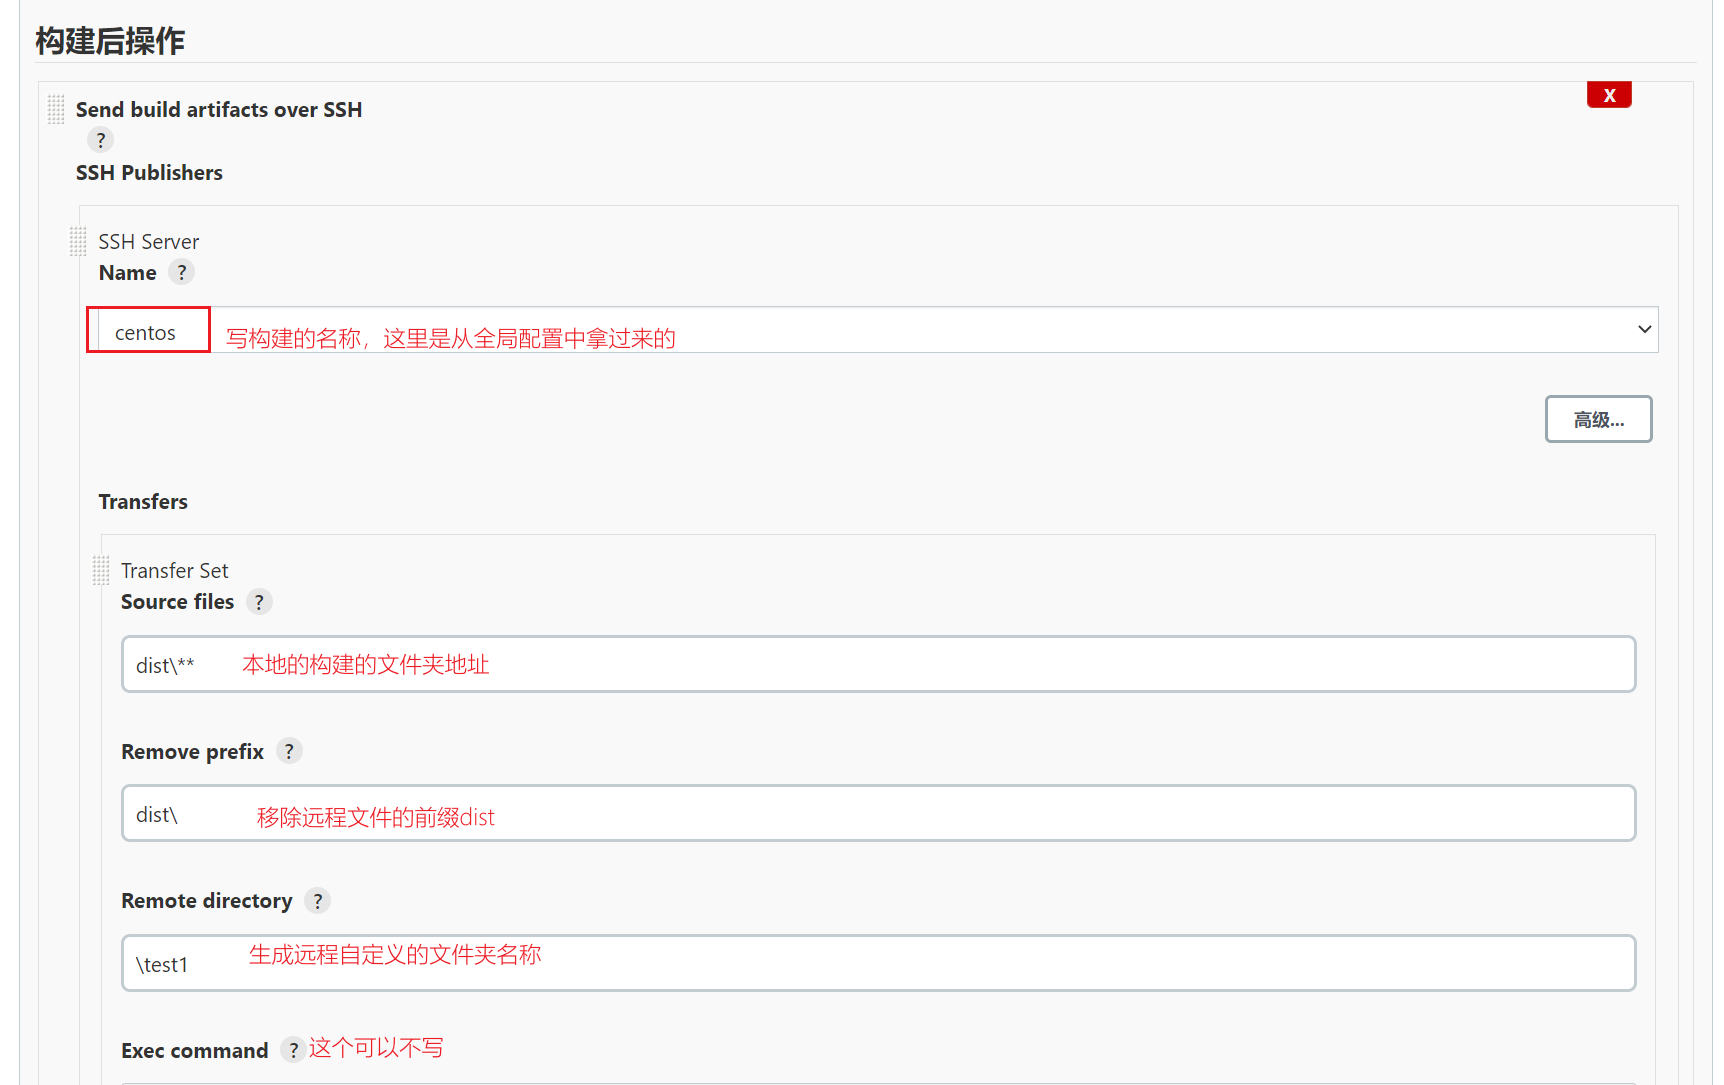 构建后操作
Send build artifacts over SSH
X
?
SSH Publishers
SSH Server
Name ?
centos 写构建的名称，这里是从全局配置中拿过来的
高级...
Transfers
Transfer Set
Source files ?
dist\** 本地的构建的文件夹地址
Remove prefix ?
dist\ 移除远程文件的前缀dist
Remote directory ?
\test1 生成远程自定义的文件夹名称
Exec command ? 这个可以不写